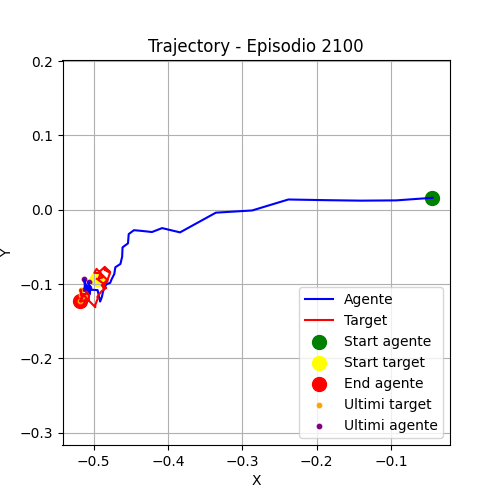 Trajectory - Episodio 2100
0.2
0.1
0.0
−0.1
−0.2
−0.3
Y
−0.5
−0.4
−0.3
−0.2
−0.1
X
Agente
Target
Start agente
Start target
End agente
Ultimi target
Ultimi agente